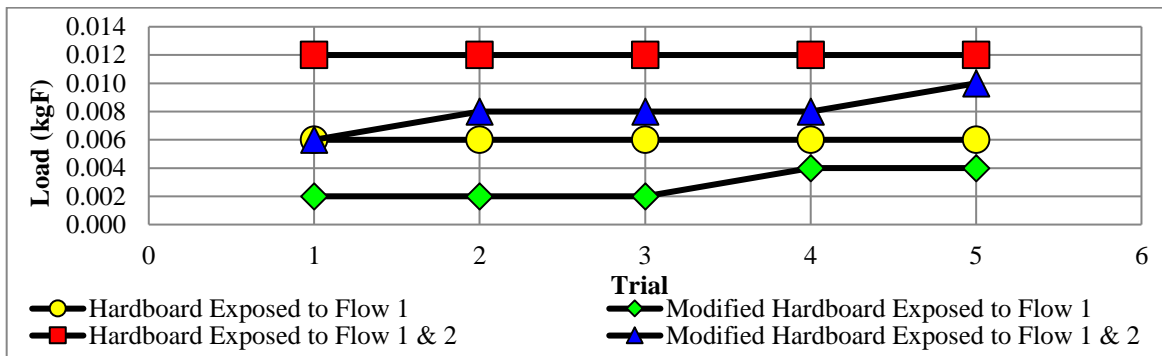 0.014
0.012
0.010
0.008
0.006
0.004
0.002
0.000
Load (kgF)
0 1 2 3 4 5 6
Trial
Hardboard Exposed to Flow 1 Modified Hardboard Exposed to Flow 1
Hardboard Exposed to Flow 1 & 2 Modified Hardboard Exposed to Flow 1 & 2